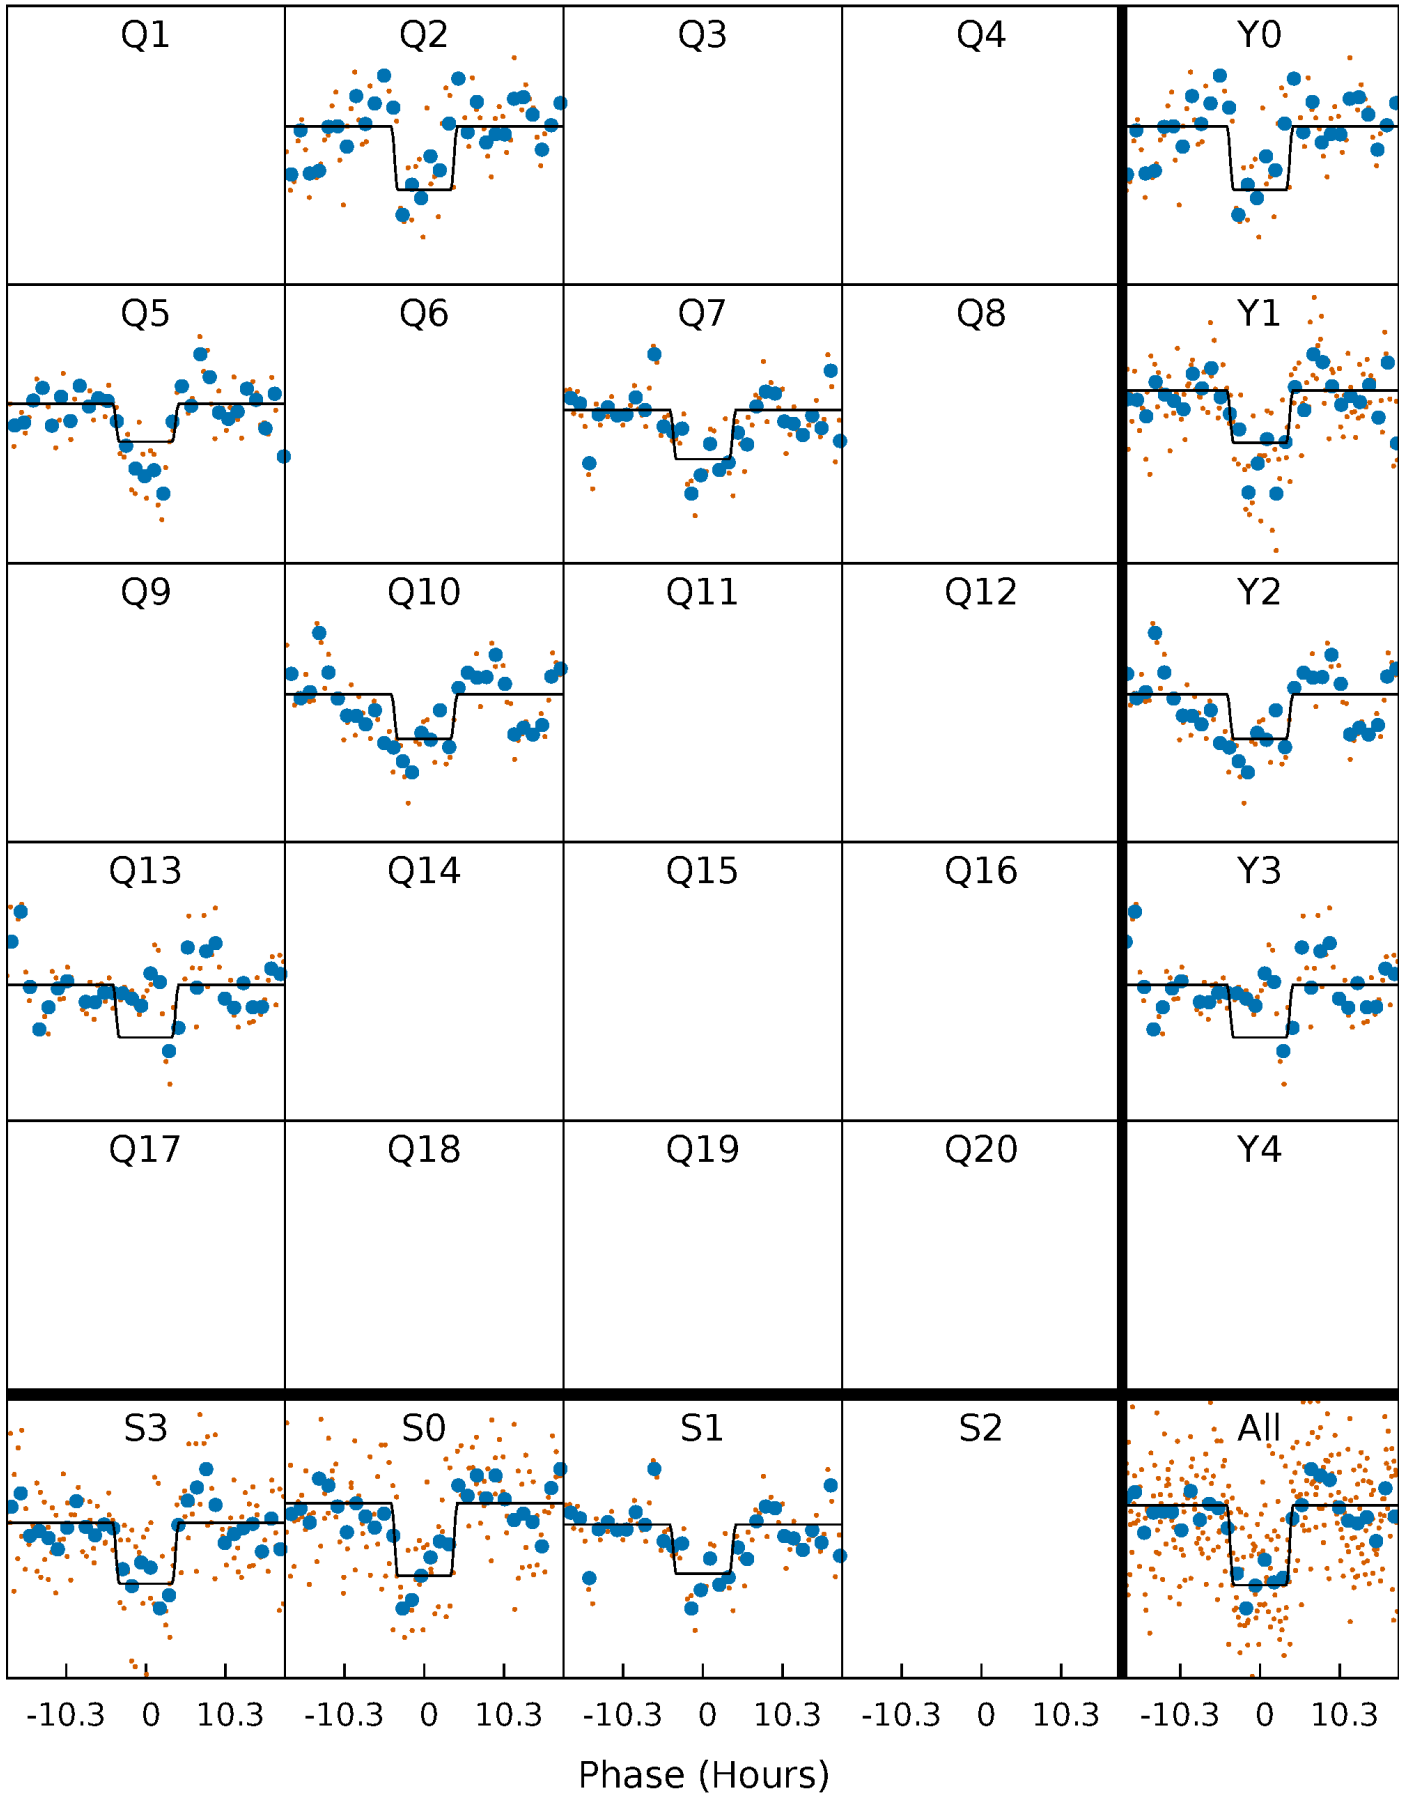 Q1 Q2 Q3 Q4 Y0
Q5 Q6 Q7 Q8 Y1
Q9 Q10 Q11 Q12 Y2
Q13 Q14 Q15 Q16 Y3
Q17 Q18 Q19 Q20 Y4
S3 S0 S1 S2 All
-10.3 0 10.3 -10.3 0 10.3 -10.3 0 10.3 -10.3 0 10.3 -10.3 0 10.3
Phase (Hours)